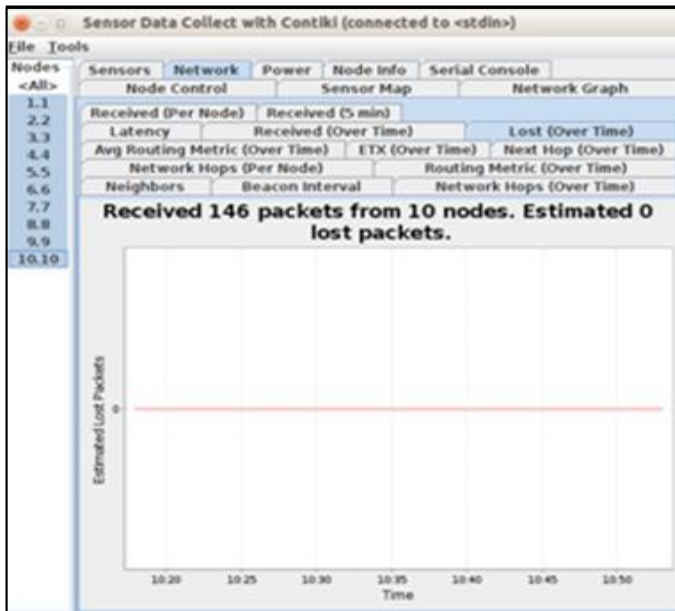 Sensor Data Collect with Contiki (connected to <stdin>)
File Tools
Nodes
<All>
1.1
2.2
3.3
4.4
5.5
6.6
7.7
8.8
9.9
10.10
Sensors Network Power Node Info Serial Console
Node Control Sensor Map Network Graph
Received (Per Node) Received (5 min)
Latency Received (Over Time) Lost (Over Time)
Avg Routing Metric (Over Time) ETX (Over Time) Next Hop (Over Time)
Network Hops (Per Node) Routing Metric (Over Time)
Neighbors Beacon Interval Network Hops (Over Time)
Received 146 packets from 10 nodes. Estimated 0
lost packets.
Estimated Lost Packets
0
10:20 10:25 10:30 10:35 10:40 10:45 10:50
Time